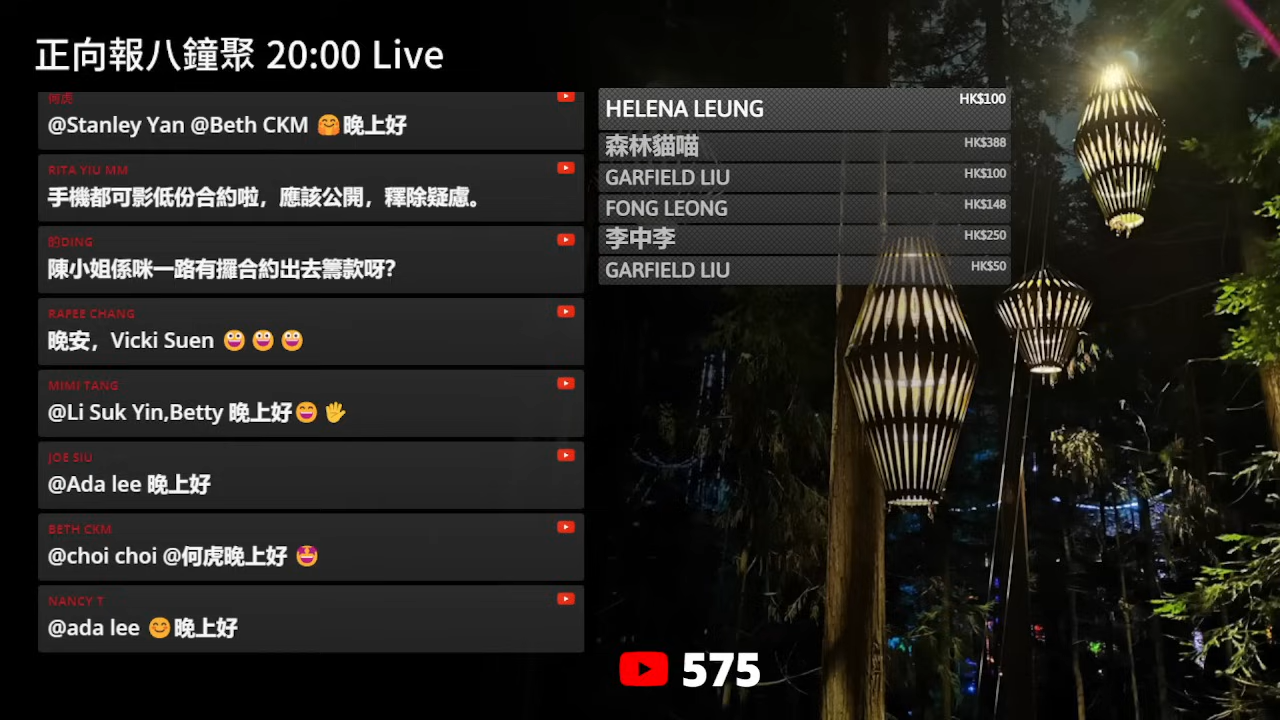 正向報八鐘聚 20:00 Live
何虎
@Stanley Yan @Beth CKM 🤗晚上好
RITA YIU MM
手機都可影低份合約啦，應該公開，釋除疑慮。
的DING
陳小姐係咪一路有攞合約出去籌款呀？
RAFEE CHANG
晚安，Vicki Suen 🤪 🤪 🤪
MIMI TANG
@Li Suk Yin,Betty 晚上好😄 🖐
JOE SIU
@Ada lee 晚上好
BETH CKM
@choi choi @何虎晚上好 🤩
NANCY T
@ada lee 😊晚上好
HELENA LEUNG HK$100
森林貓喵 HK$388
GARFIELD LIU HK$100
FONG LEONG HK$148
李中李 HK$250
GARFIELD LIU HK$50
575